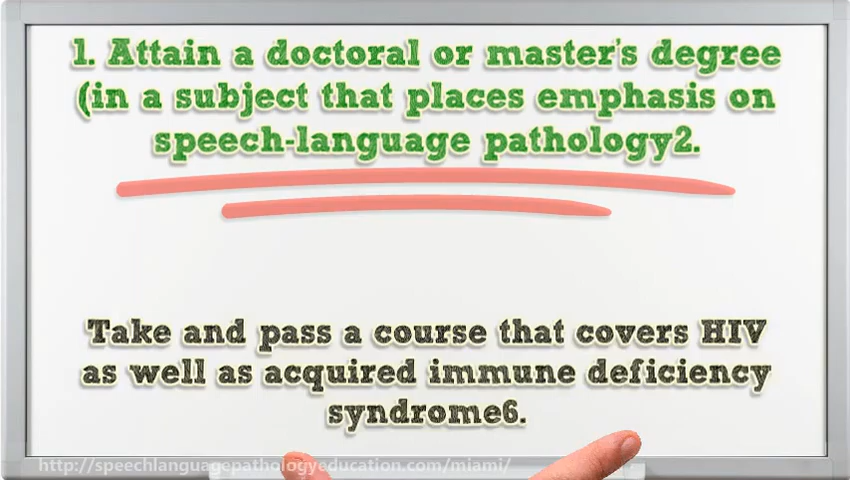 1. Attain a doctoral or master's degree
(in a subject that places emphasis on
speech-language pathology2.
Take and pass a course that covers HIV
as well as acquired immune deficiency
syndrome6.
http://speechlanguagepathologyeducation.com/miami/